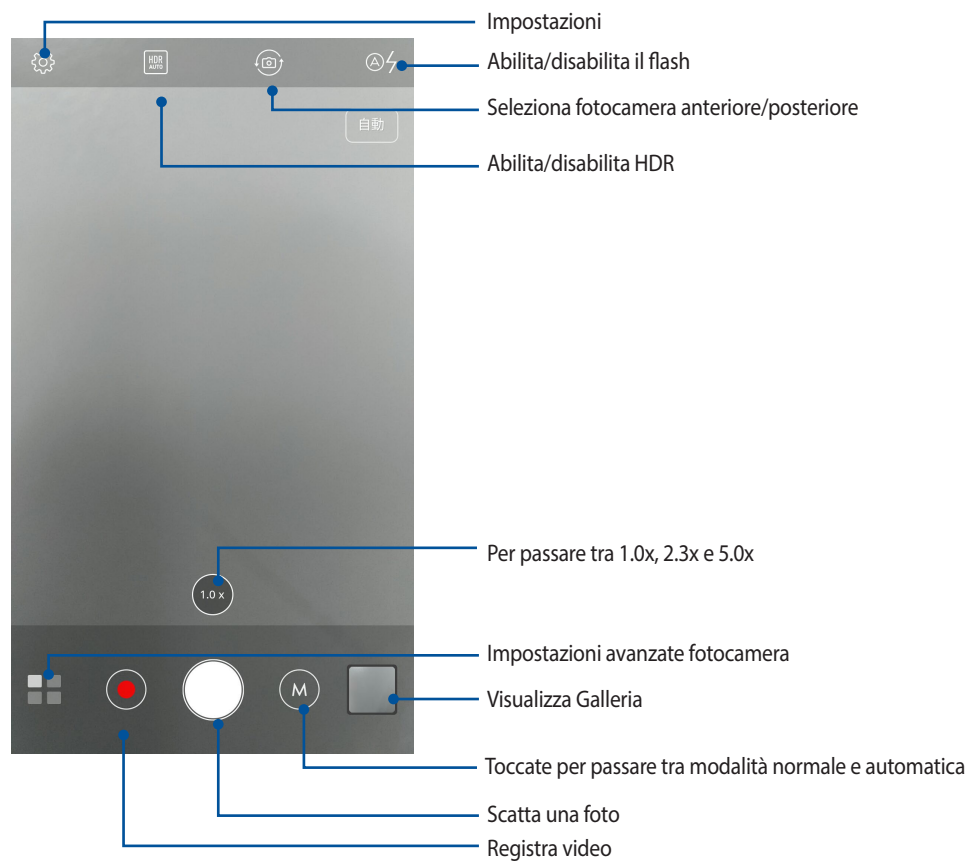 Impostazioni
Abilita/disabilita il flash
Seleziona fotocamera anteriore/posteriore
Abilita/disabilita HDR
HDR
AUTO
A
自動
Per passare tra 1.0x, 2.3x e 5.0x
1.0 x
Impostazioni avanzate fotocamera
Visualizza Galleria
M
Toccate per passare tra modalità normale e automatica
Scatta una foto
Registra video